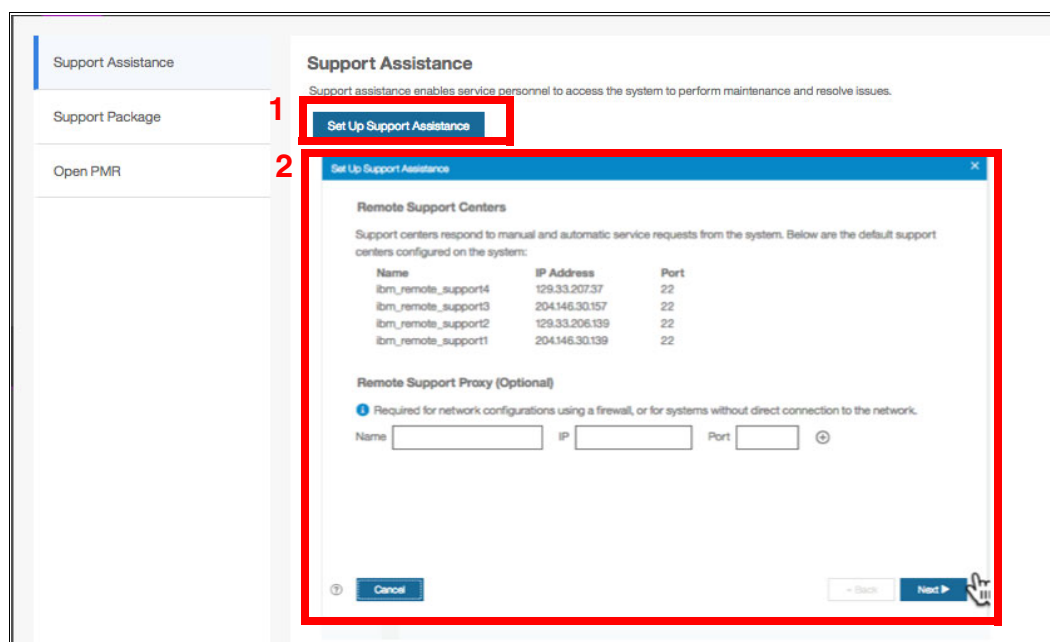 Support Assistance
Support Package
Open PMR
Support Assistance
Support assistance enables service personnel to access the system to perform maintenance and resolve issues.
1
Set Up Support Assistance
2
Set Up Support Assistance ×
Remote Support Centers
Support centers respond to manual and automatic service requests from the system. Below are the default support
centers configured on the system:
Name IP Address Port
ibm_remote_support4 129.33.207.37 22
ibm_remote_support3 204.146.30.157 22
ibm_remote_support2 129.33.206.139 22
ibm_remote_support1 204.146.30.139 22
Remote Support Proxy (Optional)
Required for network configurations using a firewall, or for systems without direct connection to the network.
Name IP Port
Cancel Back Next